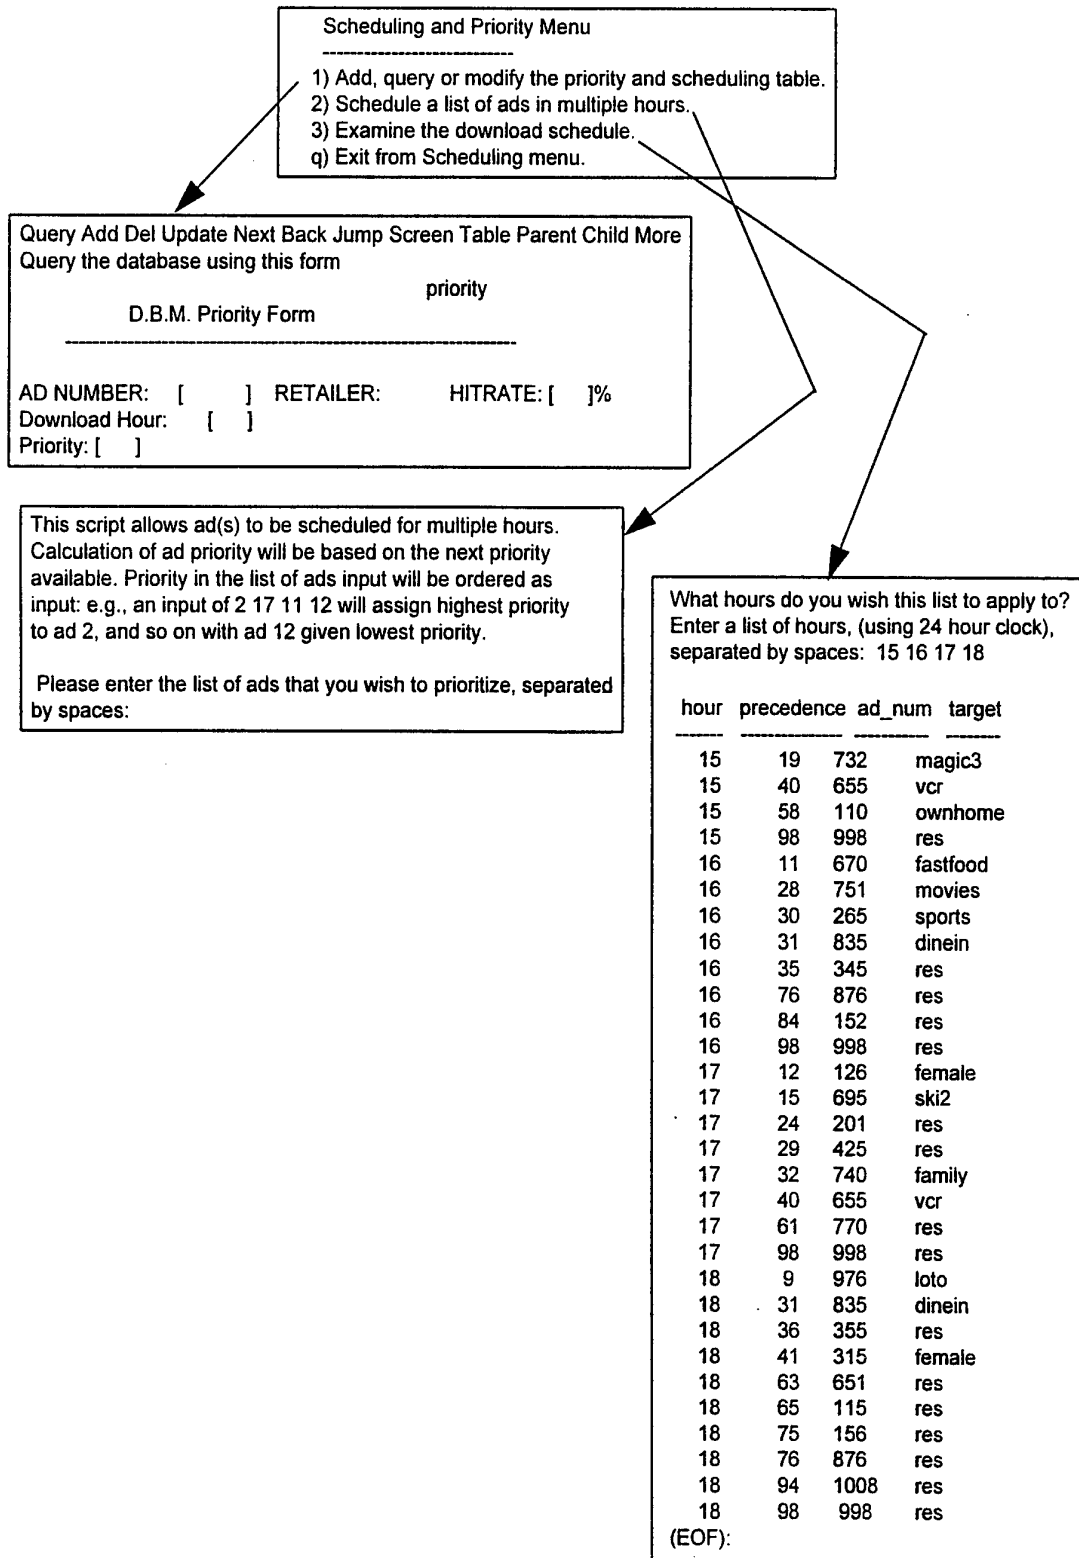 Scheduling and Priority Menu
----------------------------
1) Add, query or modify the priority and scheduling table.
2) Schedule a list of ads in multiple hours.
3) Examine the download schedule.
q) Exit from Scheduling menu.
Query Add Del Update Next Back Jump Screen Table Parent Child More
Query the database using this form
priority
D.B.M. Priority Form
------------------------------------------------------------------
AD NUMBER: [ ] RETAILER: HITRATE: [ ]%
Download Hour: [ ]
Priority: [ ]
This script allows ad(s) to be scheduled for multiple hours.
Calculation of ad priority will be based on the next priority
available. Priority in the list of ads input will be ordered as
input: e.g., an input of 2 17 11 12 will assign highest priority
to ad 2, and so on with ad 12 given lowest priority.
Please enter the list of ads that you wish to prioritize, separated
by spaces:
What hours do you wish this list to apply to?
Enter a list of hours, (using 24 hour clock),
separated by spaces: 15 16 17 18
hour precedence ad_num target
------- --------------- ----------- --------
15 19 732 magic3
15 40 655 vcr
15 58 110 ownhome
15 98 998 res
16 11 670 fastfood
16 28 751 movies
16 30 265 sports
16 31 835 dinein
16 35 345 res
16 76 876 res
16 84 152 res
16 98 998 res
17 12 126 female
17 15 695 ski2
17 24 201 res
17 29 425 res
17 32 740 family
17 40 655 vcr
17 61 770 res
17 98 998 res
18 9 976 loto
18 31 835 dinein
18 36 355 res
18 41 315 female
18 63 651 res
18 65 115 res
18 75 156 res
18 76 876 res
18 94 1008 res
18 98 998 res
(EOF):